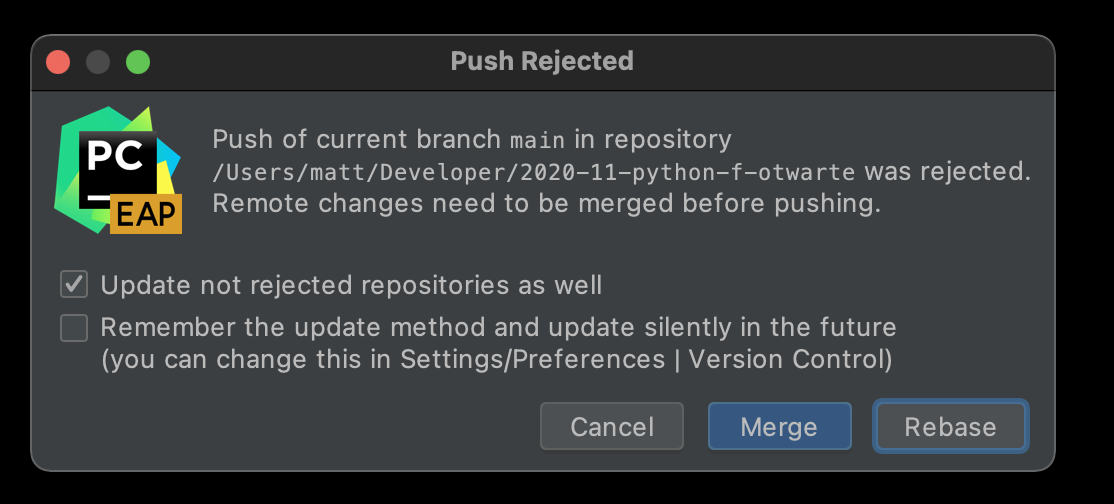 Push Rejected
PC
EAP
Push of current branch main in repository
/Users/matt/Developer/2020-11-python-f-otwarte was rejected.
Remote changes need to be merged before pushing.
Update not rejected repositories as well
Remember the update method and update silently in the future
(you can change this in Settings/Preferences | Version Control)
Cancel Merge Rebase